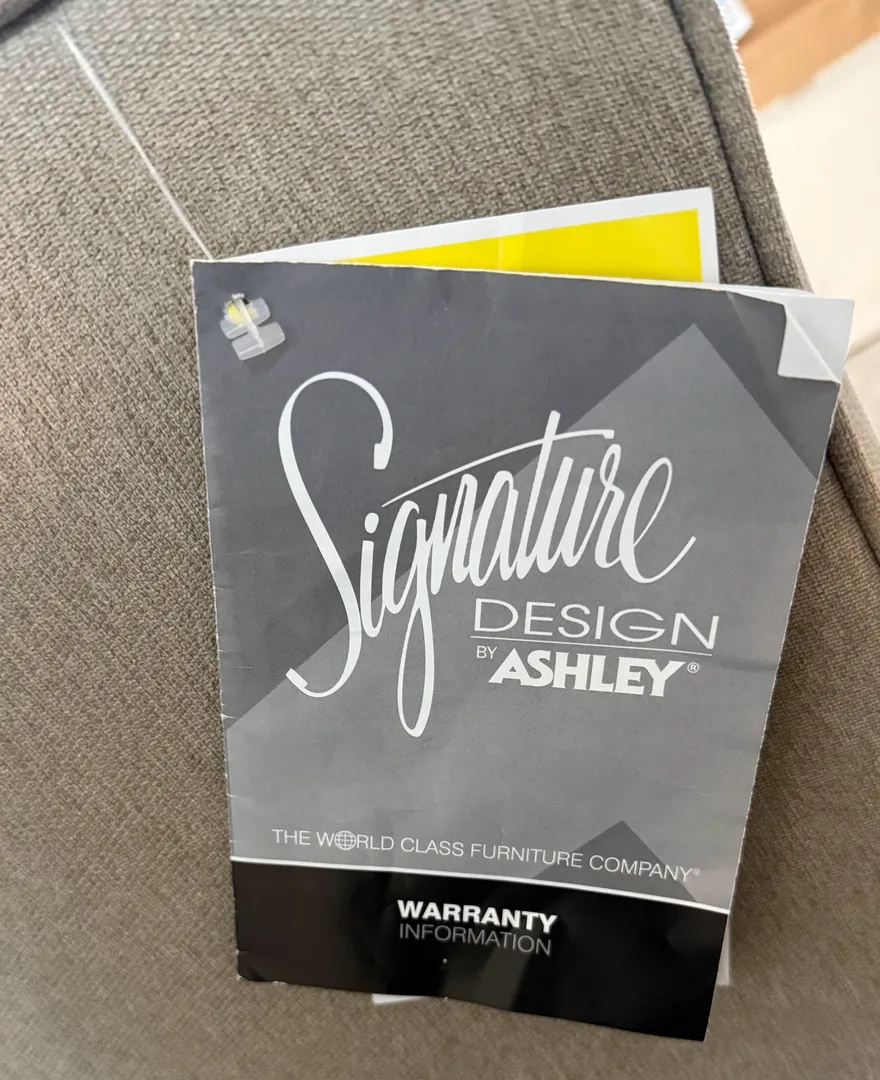 Signature
DESIGN
BY ASHLEY®
THE WORLD CLASS FURNITURE COMPANY®
WARRANTY
INFORMATION